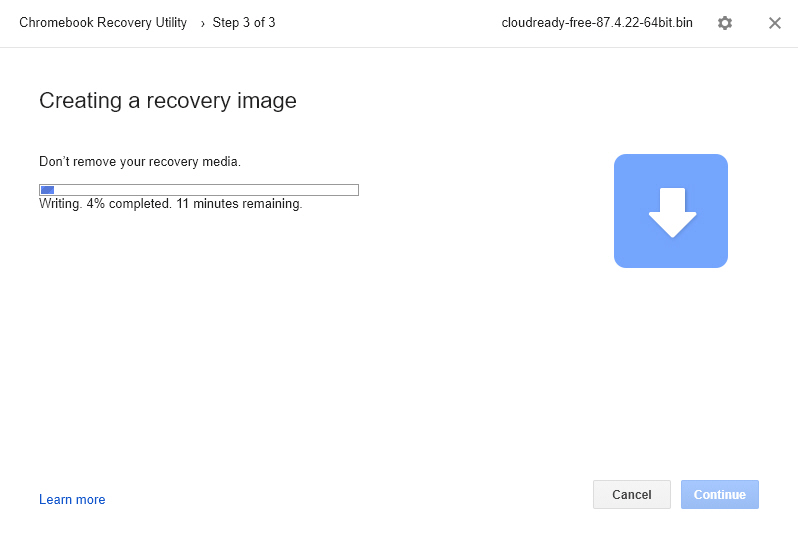 Chromebook Recovery Utility › Step 3 of 3 cloudready-free-87.4.22-64bit.bin
Creating a recovery image
Don’t remove your recovery media.
Writing. 4% completed. 11 minutes remaining.
Learn more Cancel Continue